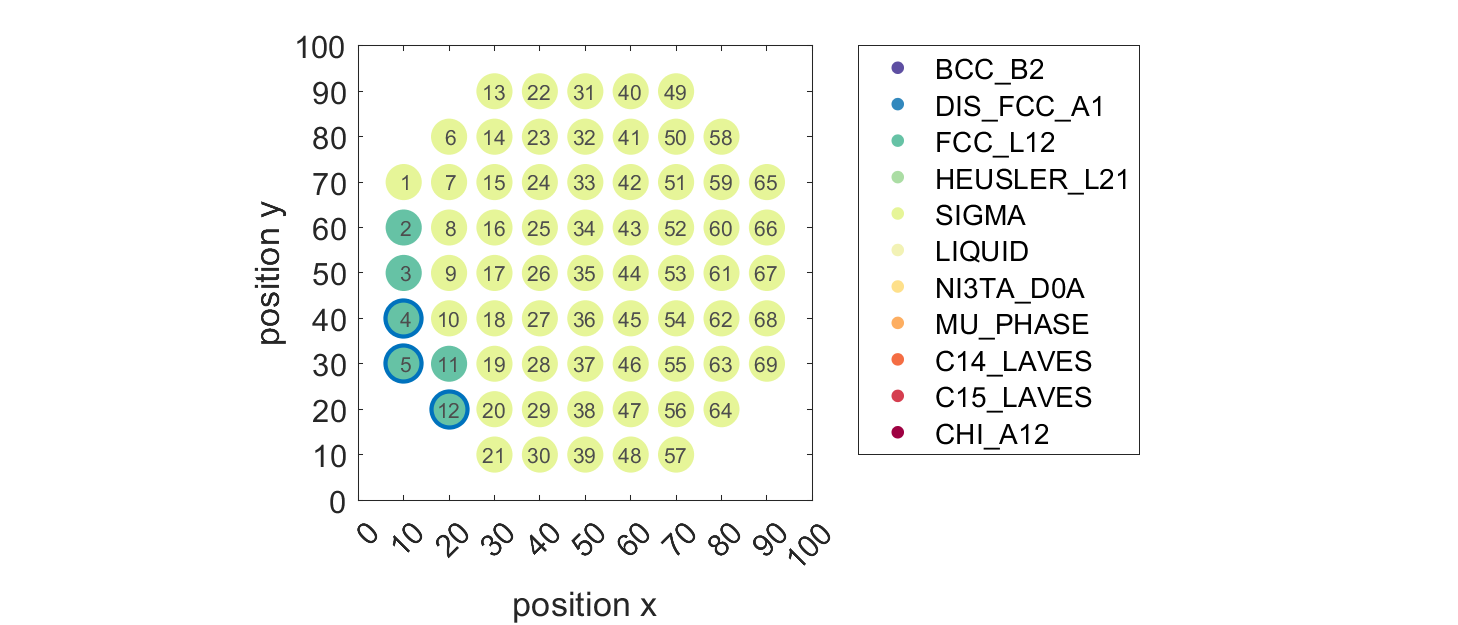 100
90
80
70
60
50
40
30
20
10
0
position y
13 22 31 40 49
6 14 23 32 41 50 58
1 7 15 24 33 42 51 59 65
2 8 16 25 34 43 52 60 66
3 9 17 26 35 44 53 61 67
4 10 18 27 36 45 54 62 68
5 11 19 28 37 46 55 63 69
12 20 29 38 47 56 64
21 30 39 48 57
0 10 20 30 40 50 60 70 80 90 100
position x
BCC_B2
DIS_FCC_A1
FCC_L12
HEUSLER_L21
SIGMA
LIQUID
NI3TA_D0A
MU_PHASE
C14_LAVES
C15_LAVES
CHI_A12